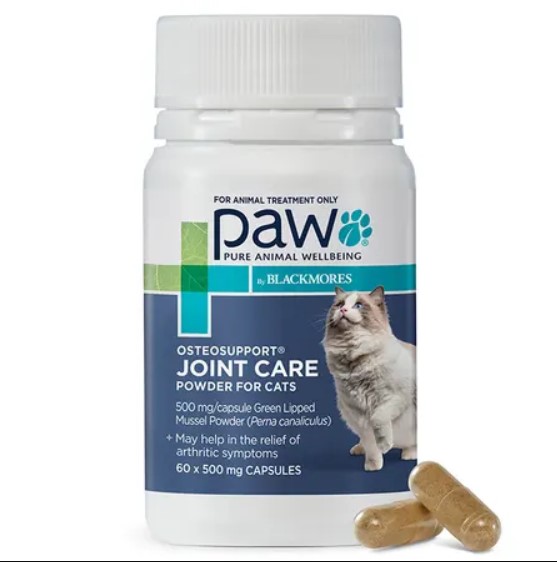 FOR ANIMAL TREATMENT ONLY
paw
PURE ANIMAL WELLBEING
By BLACKMORES
OSTEOSUPPORT®
JOINT CARE
POWDER FOR CATS
500 mg/capsule Green Lipped
Mussel Powder (Perna canaliculus)
+ May help in the relief of
arthritic symptoms
60 x 500 mg CAPSULES